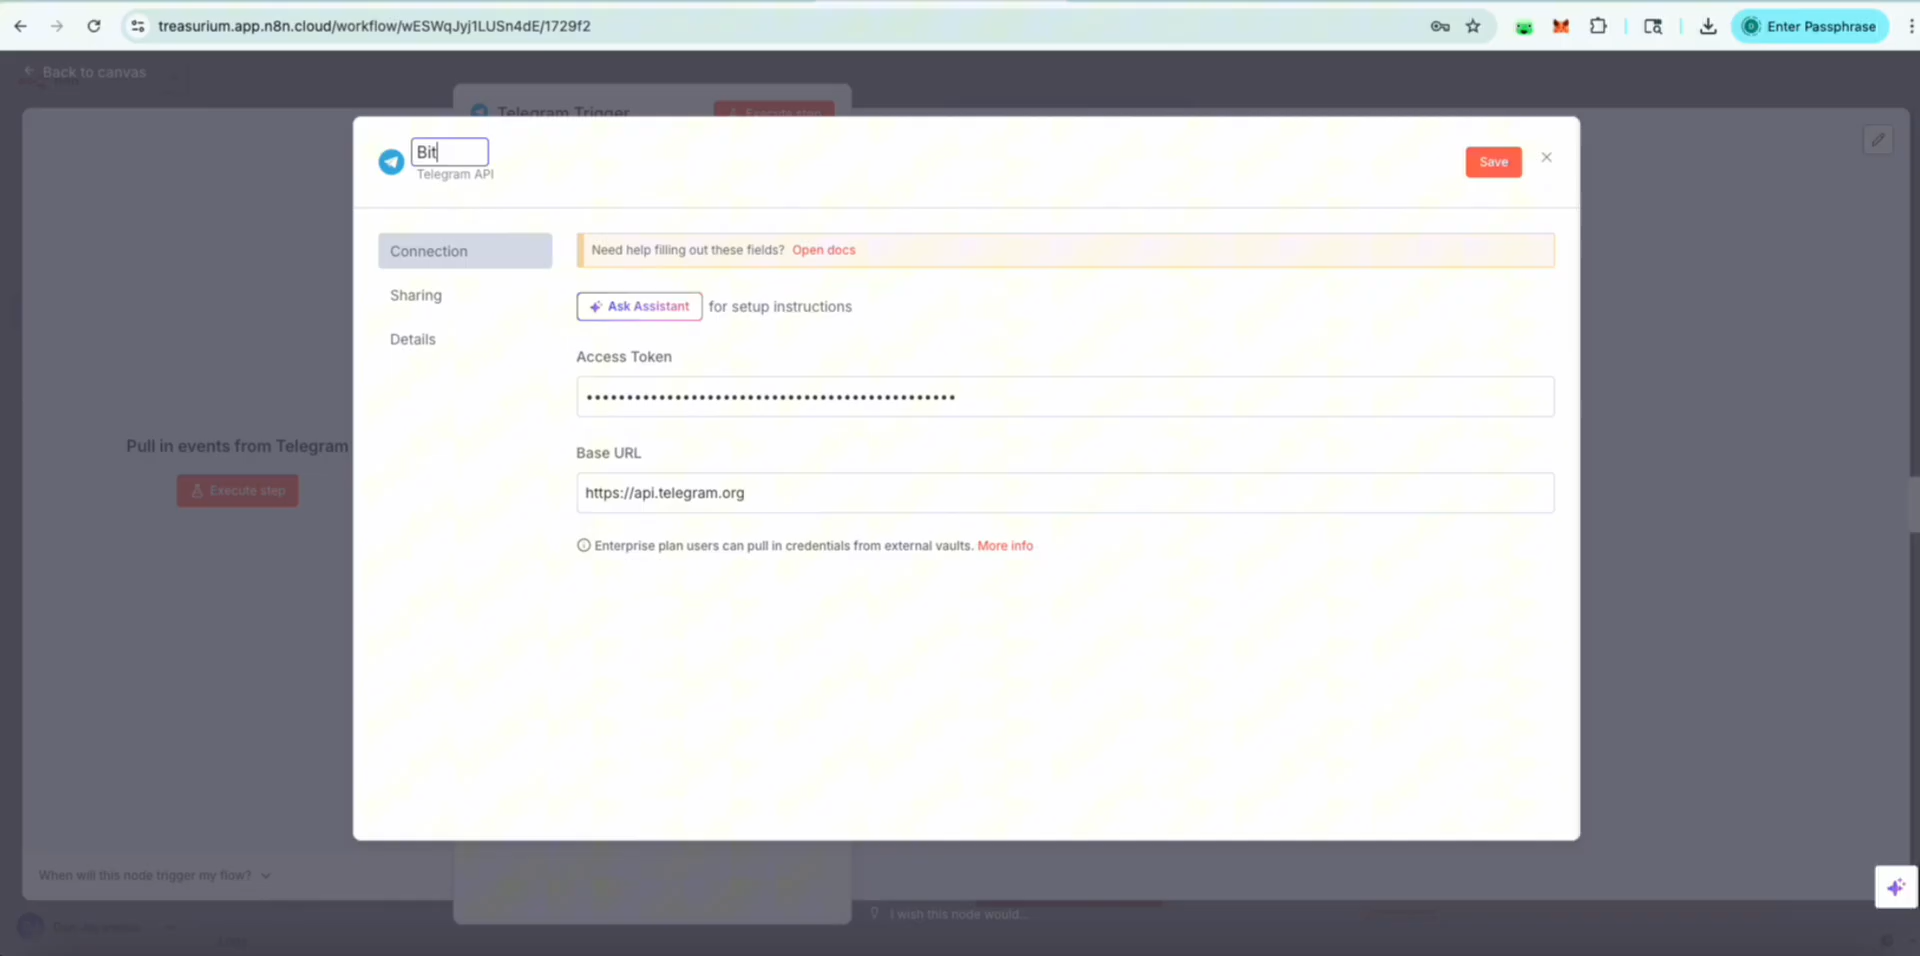 treasurium.app.n8n.cloud/workflow/wESWqJyj1LUSn4dE/1729f2
Enter Passphrase
Back to canvas
Telegram Trigger
Execute step
Bit
Telegram API
Save
Connection
Need help filling out these fields? Open docs
Sharing
Ask Assistant for setup instructions
Details
Access Token
••••••••••••••••••••••••••••••••••••••••••••••
Pull in events from Telegram
Base URL
Execute step
https://api.telegram.org
Enterprise plan users can pull in credentials from external vaults. More info
When will this node trigger my flow?
I wish this node would...